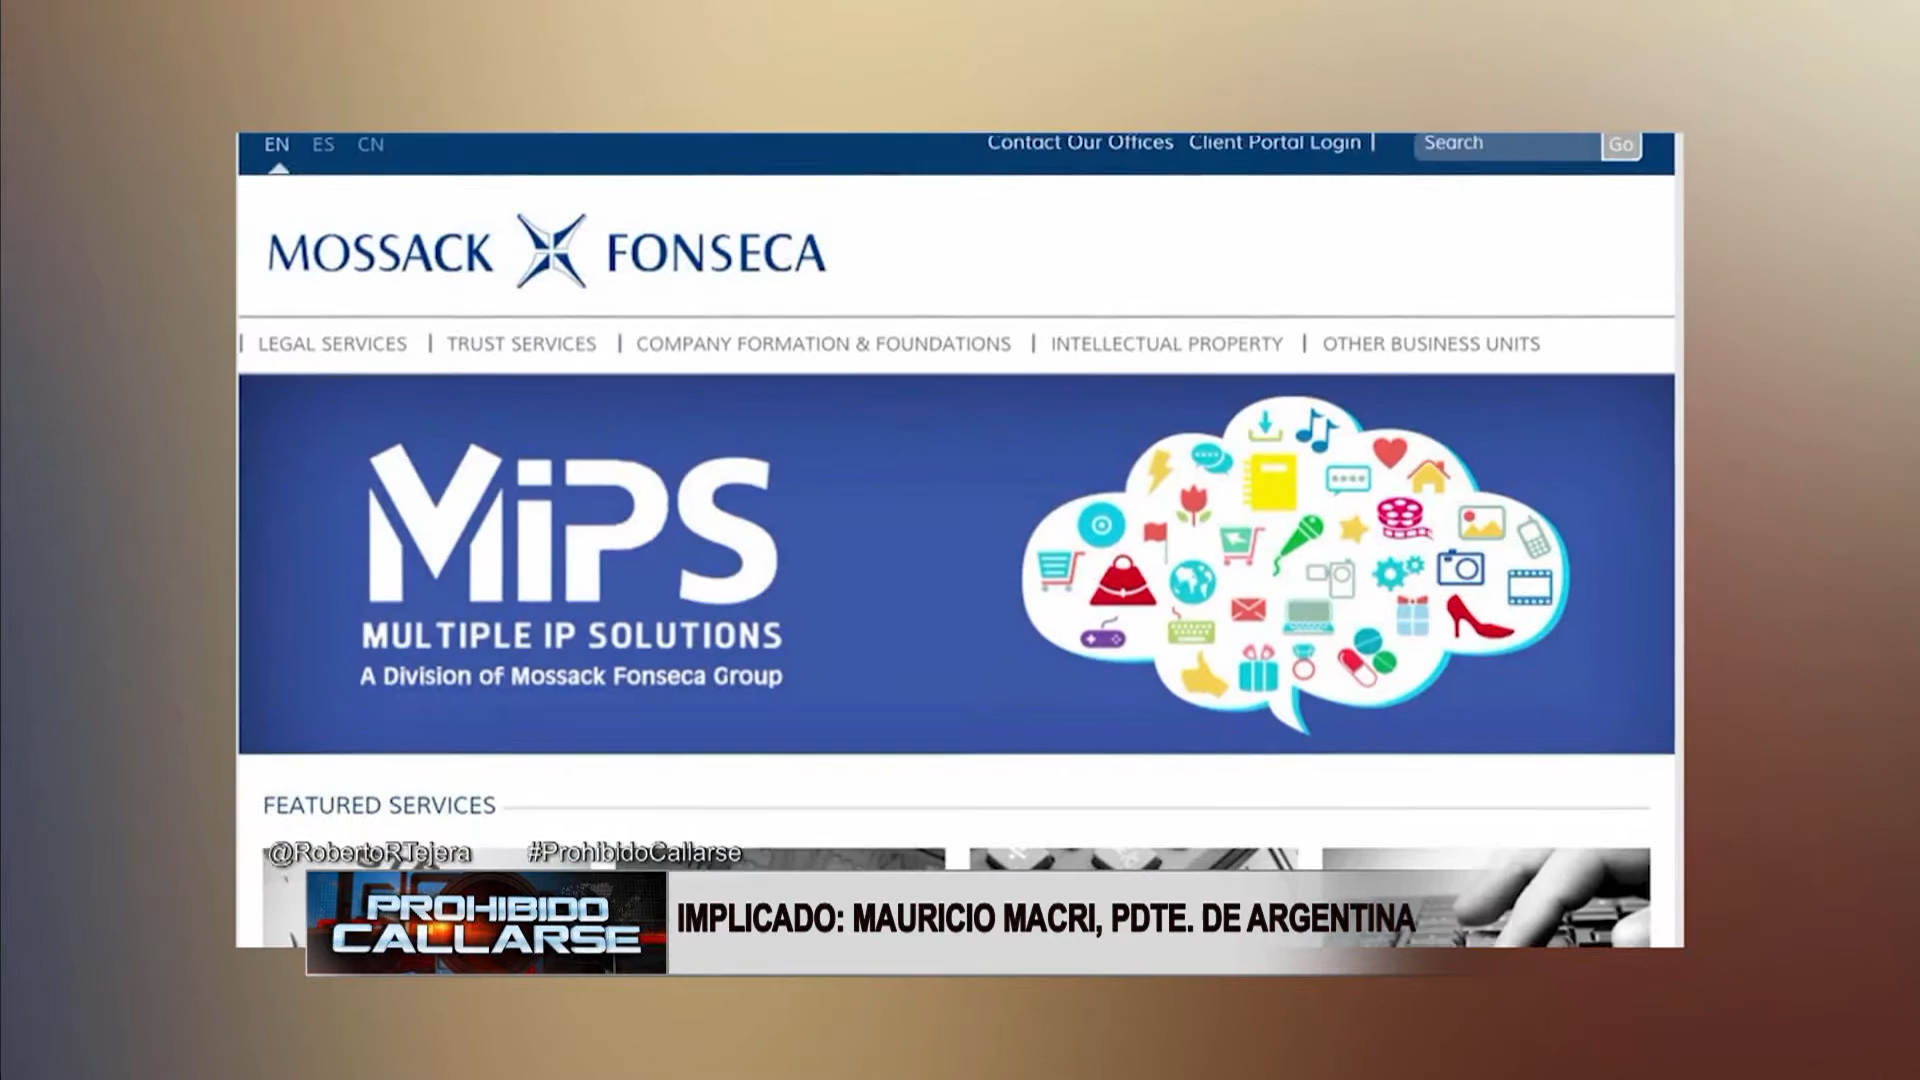 EN ES CN
Contact Our Offices Client Portal Login | Search Go
MOSSACK FONSECA
| LEGAL SERVICES | TRUST SERVICES | COMPANY FORMATION & FOUNDATIONS | INTELLECTUAL PROPERTY | OTHER BUSINESS UNITS
MiPS
MULTIPLE IP SOLUTIONS
A Division of Mossack Fonseca Group
FEATURED SERVICES
@RobertoRTejera #ProhibidoCallarse
PROHIBIDO
CALLARSE
IMPLICADO: MAURICIO MACRI, PDTE. DE ARGENTINA